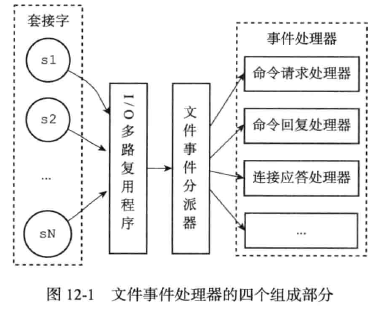 套接字
s1
s2
...
sN
I/O多路复用程序
文件事件分派器
事件处理器
命令请求处理器
命令回复处理器
连接应答处理器
...
图 12-1 文件事件处理器的四个组成部分